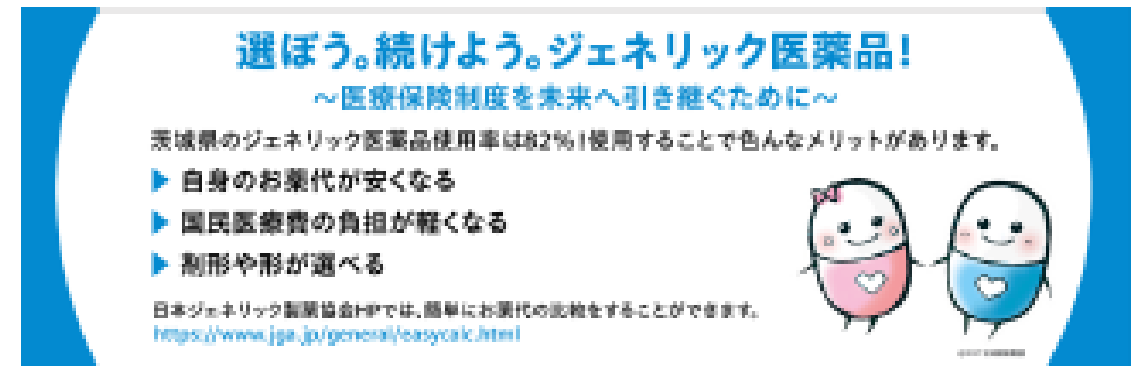 選ぼう。続けよう。ジェネリック医薬品!
～医療保険制度を未来へ引き継ぐために～
茨城県のジェネリック医薬品使用率は82%!使用することで色んなメリットがあります。
▶ 自身のお薬代が安くなる
▶ 国民医療費の負担が軽くなる
▶ 剤形や形が選べる
日本ジェネリック製薬協会HPでは、簡単にお薬代の比較をすることができます。
https://www.jga.jp/general/easycalc.html